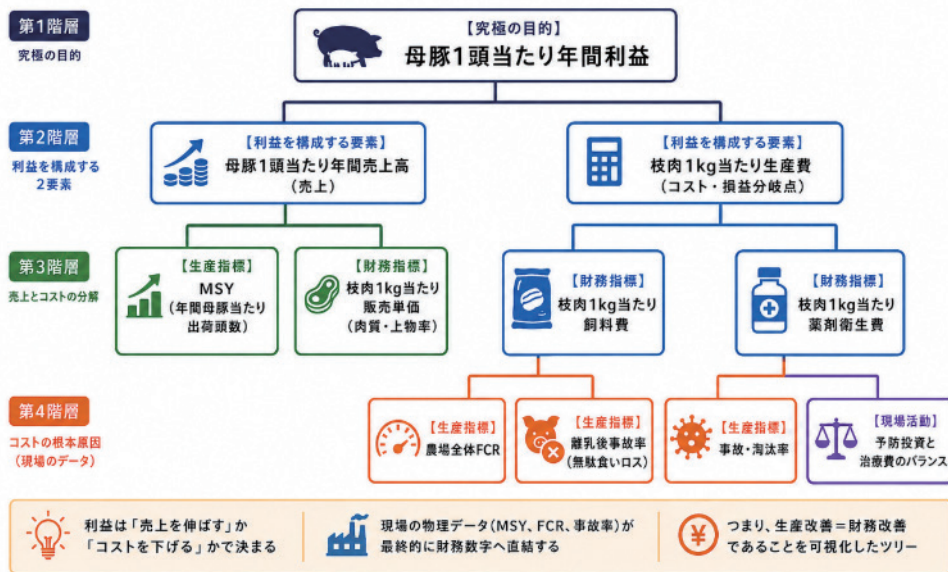 第1階層
究極の目的
【究極の目的】
母豚1頭当たり年間利益
第2階層
利益を構成する
2要素
【利益を構成する要素】
母豚1頭当たり年間売上高
(売上)
【利益を構成する要素】
枝肉1kg当たり生産費
(コスト・損益分岐点)
第3階層
売上とコストの分解
【生産指標】
MSY
(年間母豚当たり
出荷頭数)
【財務指標】
枝肉1kg当たり
販売単価
(肉質・上物率)
【財務指標】
枝肉1kg当たり
飼料費
【財務指標】
枝肉1kg当たり
薬剤衛生費
第4階層
コストの根本原因
(現場のデータ)
【生産指標】
農場全体FCR
【生産指標】
離乳後事故率
(無駄食いロス)
【生産指標】
事故・淘汰率
【現場活動】
予防投資と
治療費のバランス
利益は「売上を伸ばす」か
「コストを下げる」かで決まる
現場の物理データ(MSY、FCR、事故率)が
最終的に財務数字へ直結する
¥
つまり、生産改善=財務改善
であることを可視化したツリー